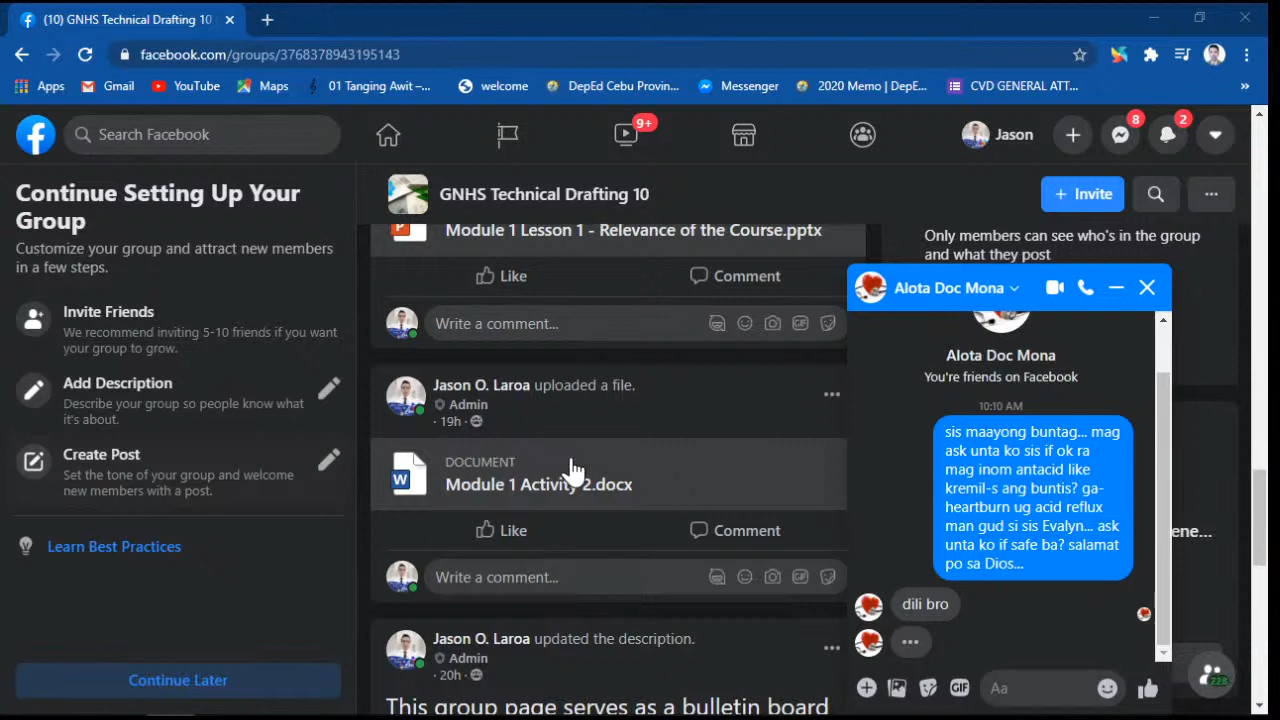 (10) GNHS Technical Drafting 10
facebook.com/groups/3768378943195143
Apps Gmail YouTube Maps 01 Tanging Awit –... welcome DepEd Cebu Provin... Messenger 2020 Memo | DepE... CVD GENERAL ATT... »
Search Facebook
9+
Jason
8
2
Continue Setting Up Your
Group
Customize your group and attract new members
in a few steps.
Invite Friends
We recommend inviting 5-10 friends if you want
your group to grow.
Add Description
Describe your group so people know what
it's about.
Create Post
Set the tone of your group and welcome
new members with a post.
Learn Best Practices
Continue Later
GNHS Technical Drafting 10
+ Invite
Module 1 Lesson 1 - Relevance of the Course.pptx
Like Comment
Write a comment...
GIF
Jason O. Laroa uploaded a file.
Admin
· 19h ·
DOCUMENT
Module 1 Activity 2.docx
Like Comment
Write a comment...
GIF
Jason O. Laroa updated the description.
Admin
· 20h ·
This group page serves as a bulletin board
Only members can see who's in the group
and what they post
ene...
Alota Doc Mona
Alota Doc Mona
You're friends on Facebook
10:10 AM
sis maayong buntag... mag
ask unta ko sis if ok ra
mag inom antacid like
kremil-s ang buntis? ga-
heartburn ug acid reflux
man gud si sis Evalyn... ask
unta ko if safe ba? salamat
po sa Dios...
dili bro
GIF
Aa
228